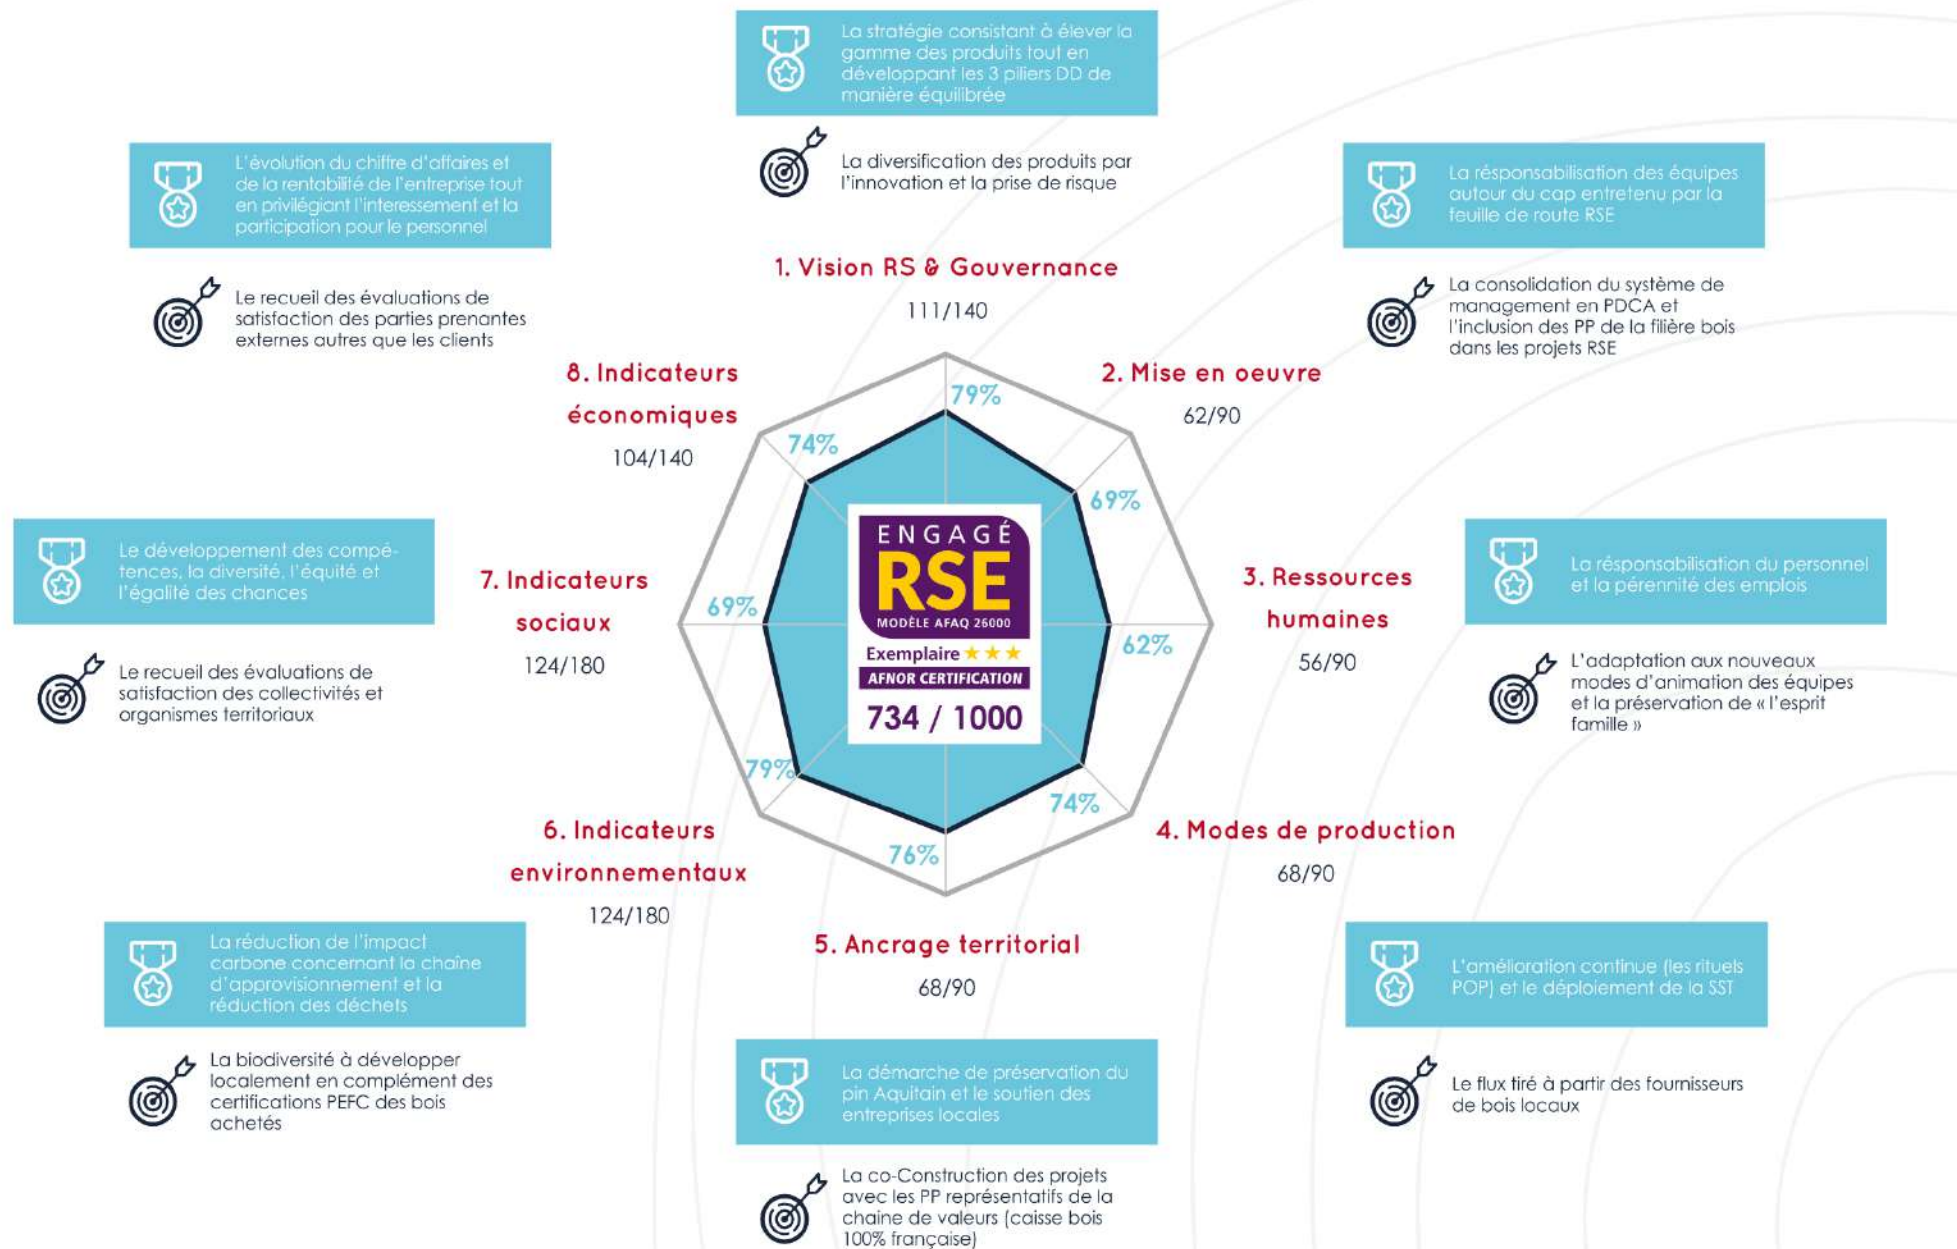 La stratégie consistant à élever la
gamme des produits tout en
développant les 3 piliers DD de
manière équilibrée
La diversification des produits par
l'innovation et la prise de risque
L'évolution du chiffre d'affaires et
de la rentabilité de l'entreprise tout
en privilégiant l'interessement et la
participation pour le personnel
Le recueil des évaluations de
satisfaction des parties prenantes
externes autres que les clients
La résponsabilisation des équipes
autour du cap entretenu par la
feuille de route RSE
La consolidation du système de
management en PDCA et
l'inclusion des PP de la filière bois
dans les projets RSE
1. Vision RS & Gouvernance
111/140
79%
2. Mise en oeuvre
62/90
69%
8. Indicateurs
économiques
104/140
74%
Le développement des compé-
tences, la diversité, l'équité et
l'égalité des chances
Le recueil des évaluations de
satisfaction des collectivités et
organismes territoriaux
7. Indicateurs
sociaux
124/180
69%
ENGAGÉ
RSE
MODÈLE AFAQ 26000
Exemplaire
AFNOR CERTIFICATION
734 / 1000
3. Ressources
humaines
56/90
62%
La résponsabilisation du personnel
et la pérennité des emplois
L'adaptation aux nouveaux
modes d'animation des équipes
et la préservation de « l'esprit
famille »
79%
6. Indicateurs
environnementaux
124/180
76%
5. Ancrage territorial
68/90
74%
4. Modes de production
68/90
La réduction de l'impact
carbone concernant la chaîne
d'approvisionnement et la
réduction des déchets
La biodiversité à développer
localement en complément des
certifications PEFC des bois
achetés
La démarche de préservation du
pin Aquitain et le soutien des
entreprises locales
La co-Construction des projets
avec les PP représentatifs de la
chaine de valeurs (caisse bois
100% française)
L'amélioration continue (les rituels
POP) et le déploiement de la SST
Le flux tiré à partir des fournisseurs
de bois locaux